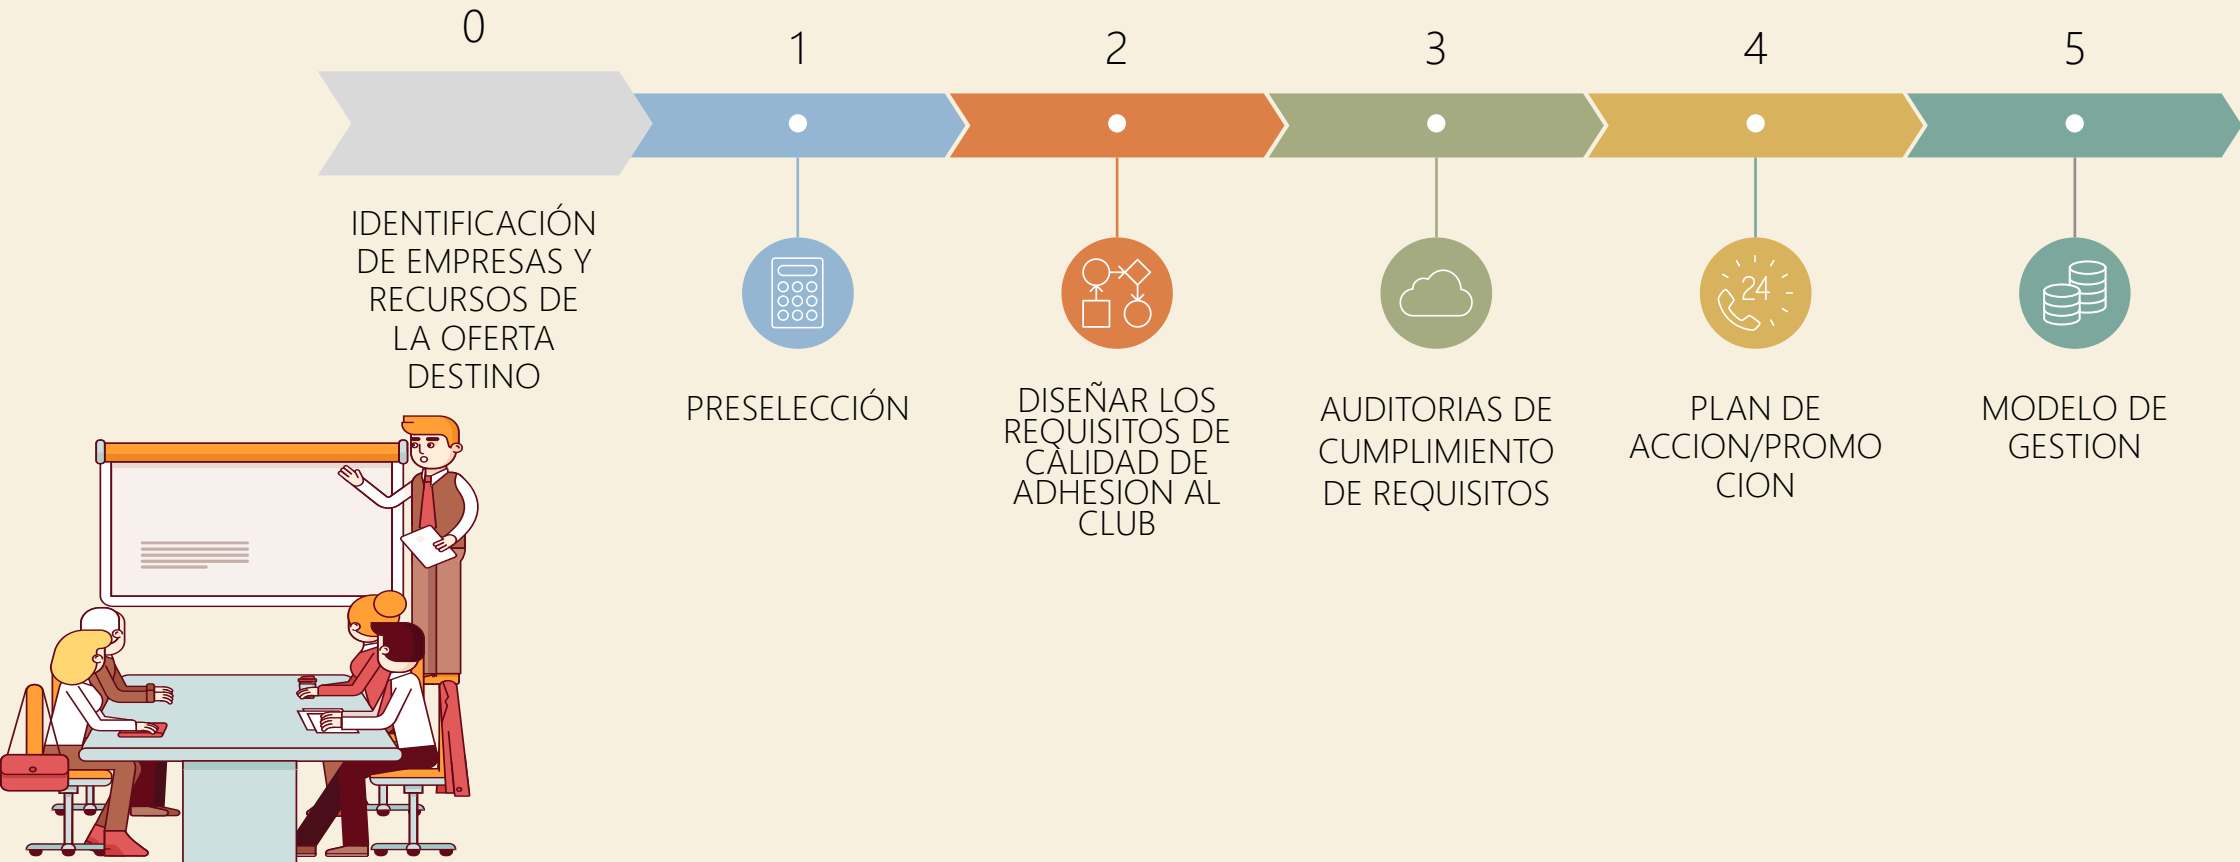 0
1
2
3
4
5
IDENTIFICACIÓN
DE EMPRESAS Y
RECURSOS DE
LA OFERTA
DESTINO
PRESELECCIÓN
DISEÑAR LOS
REQUISITOS DE
CALIDAD DE
ADHESION AL
CLUB
AUDITORIAS DE
CUMPLIMIENTO
DE REQUISITOS
24
PLAN DE
ACCION/PROMO
CION
MODELO DE
GESTION